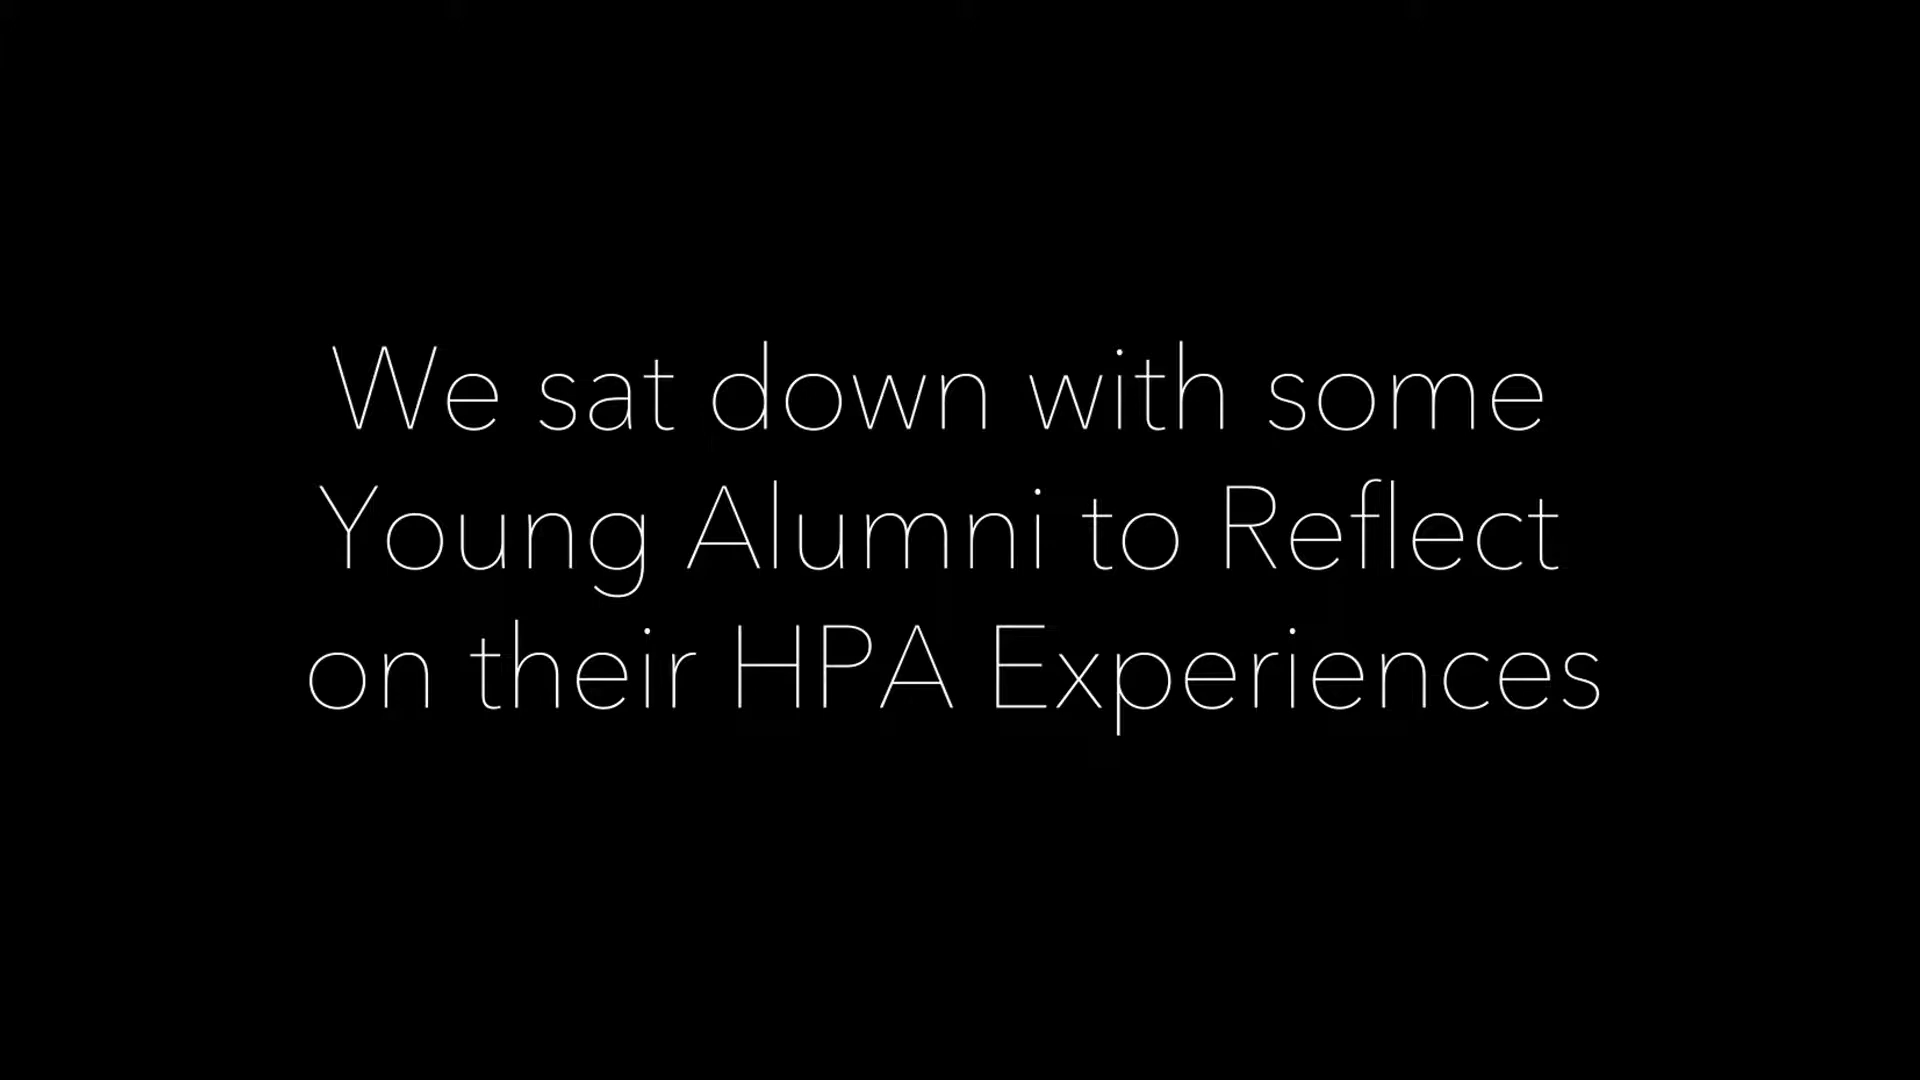 We sat down with some
Young Alumni to Reflect
on their HPA Experiences